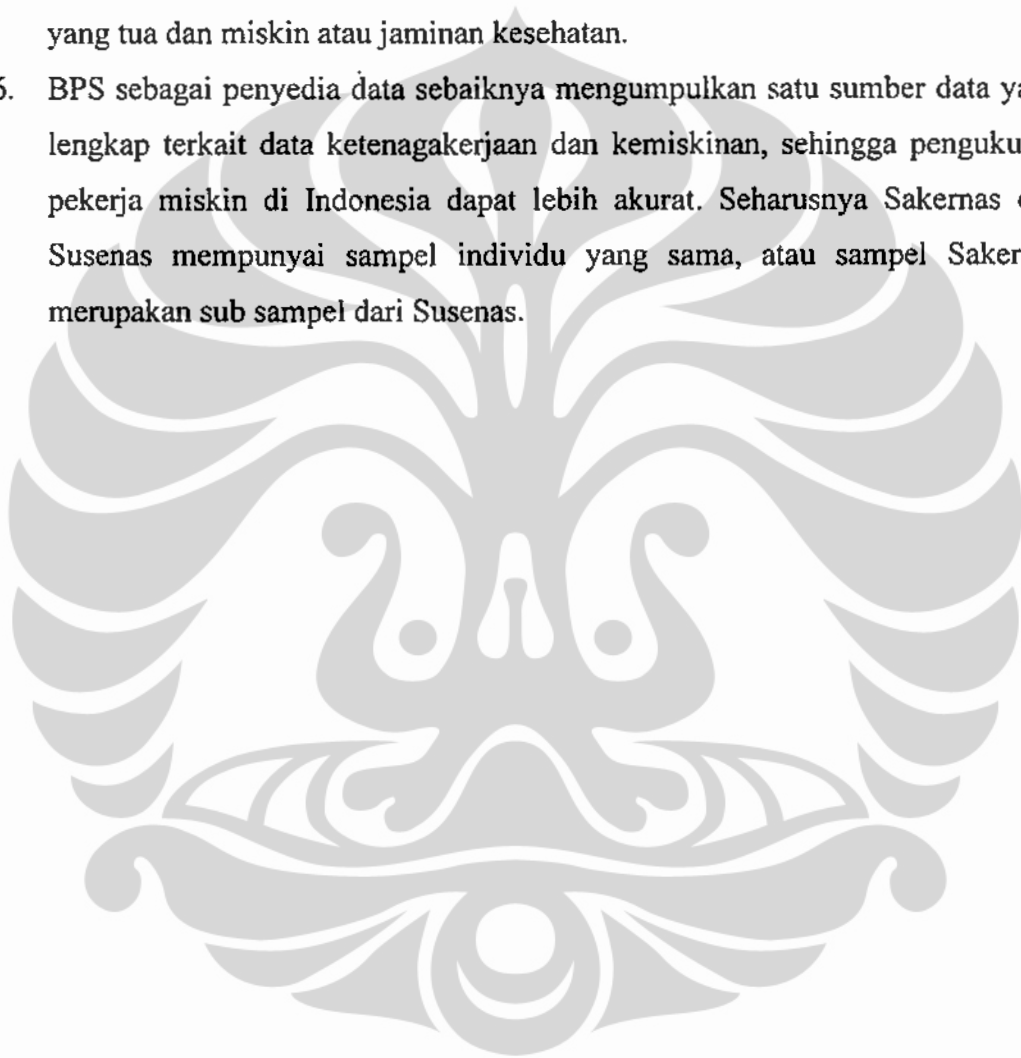 yang tua dan miskin atau jaminan kesehatan.
6. BPS sebagai penyedia data sebaiknya mengumpulkan satu sumber data
lengkap terkait data ketenagakerjaan dan kemiskinan, sehingga
pekerja miskin di Indonesia dapat lebih akurat. Seharusnya Sakernas
Susenas mempunyai sampel individu yang sama, atau sampel
merupakan sub sampel dari Susenas.